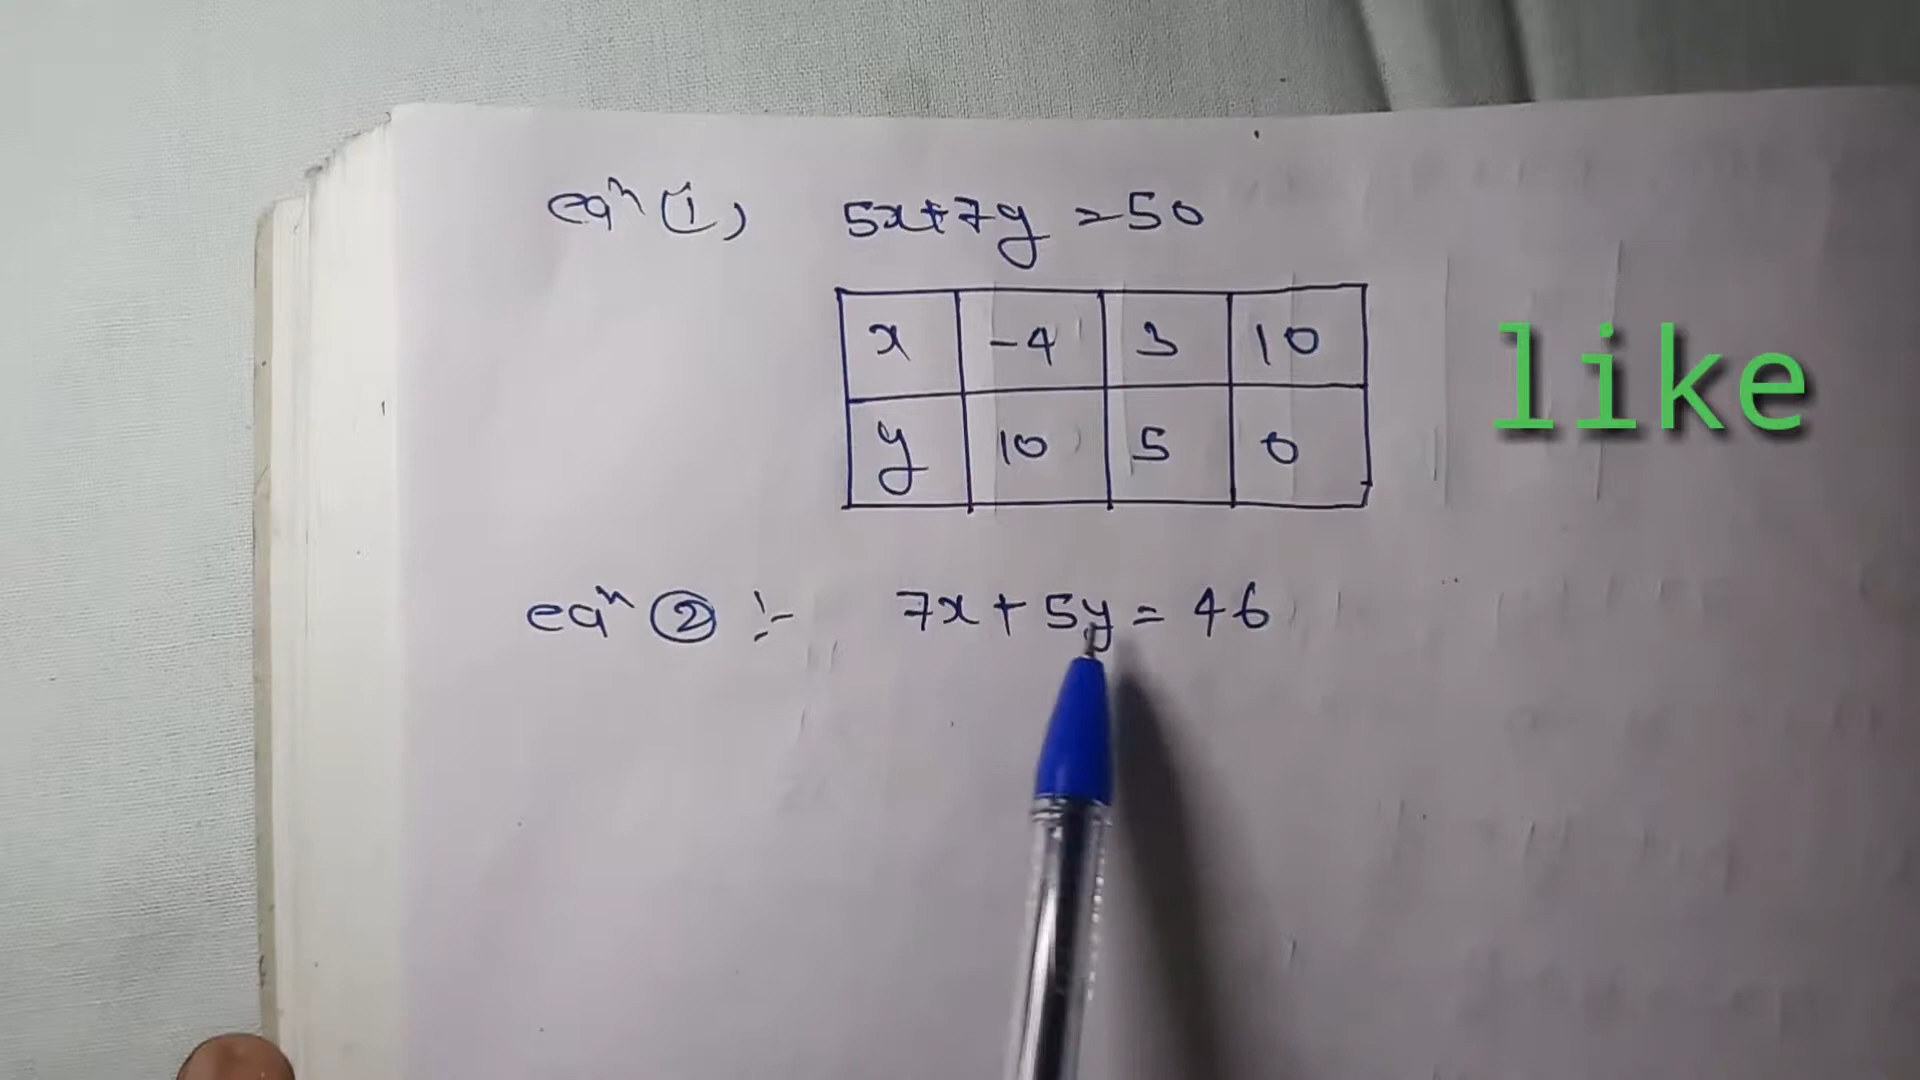 eqⁿ (1) 5x+7y =50
x -4 3 10
like
y 10 5 0
eqⁿ ② :- 7x+5y=46